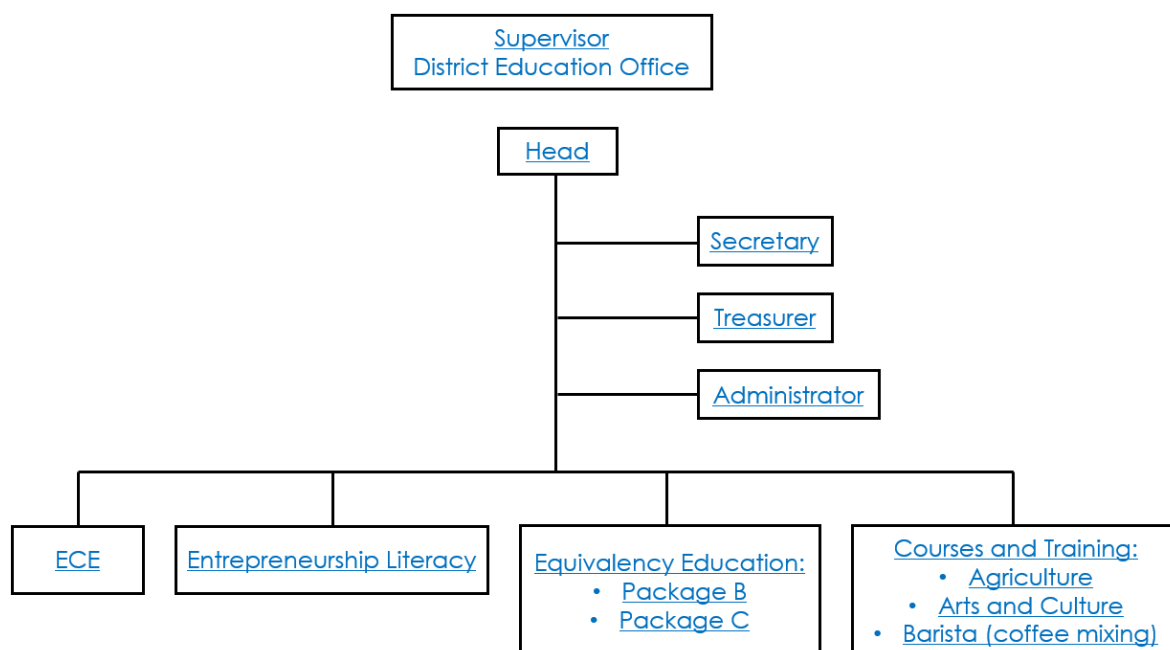 Supervisor
District Education Office
Head
Secretary
Treasurer
Administrator
ECE
Entrepreneurship Literacy
Equivalency Education:
• Package B
• Package C
Courses and Training:
• Agriculture
• Arts and Culture
• Barista (coffee mixing)